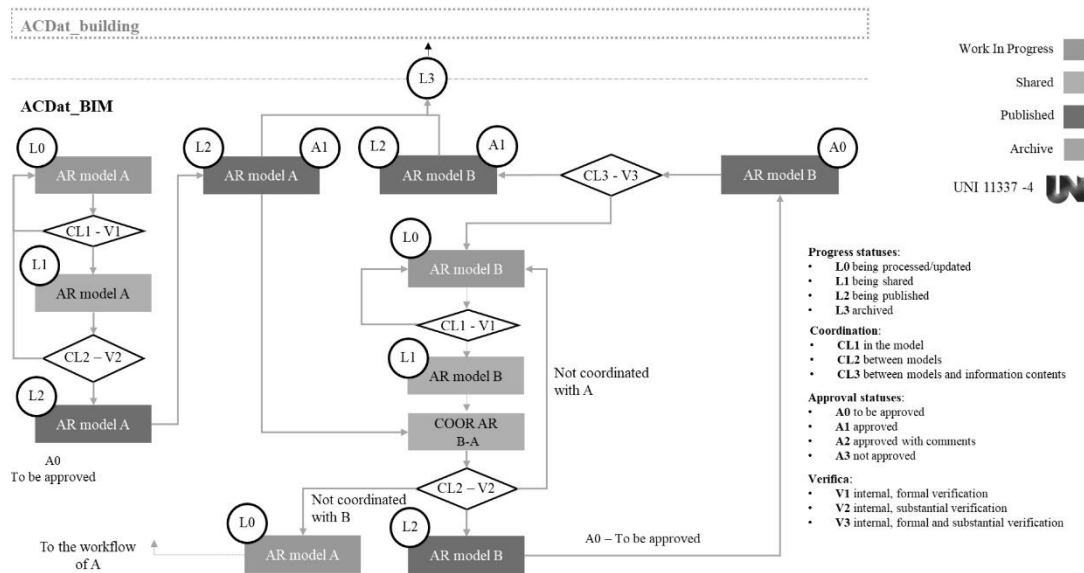 ACDat_building
L3
ACDat_BIM
L0
AR model A
CL1 - V1
L1
AR model A
CL2 – V2
L2
AR model A
A0
To be approved
L2
A1
AR model A
L2
A1
AR model B
CL3 - V3
A0
AR model B
L0
AR model B
CL1 - V1
L1
AR model B
COOR AR
B-A
CL2 – V2
Not coordinated
with A
Not coordinated
with B
L0
AR model A
To the workflow
of A
L2
AR model B
A0 – To be approved
Work In Progress
Shared
Published
Archive
UNI 11337 -4
UNI
Progress statuses:
• L0 being processed/updated
• L1 being shared
• L2 being published
• L3 archived
Coordination:
• CL1 in the model
• CL2 between models
• CL3 between models and information contents
Approval statuses:
• A0 to be approved
• A1 approved
• A2 approved with comments
• A3 not approved
Verifica:
• V1 internal, formal verification
• V2 internal, substantial verification
• V3 internal, formal and substantial verification